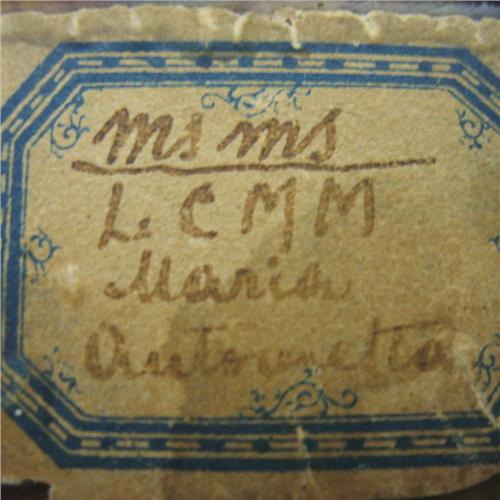 Ms ms
L. C M M
Maria
Antonietta